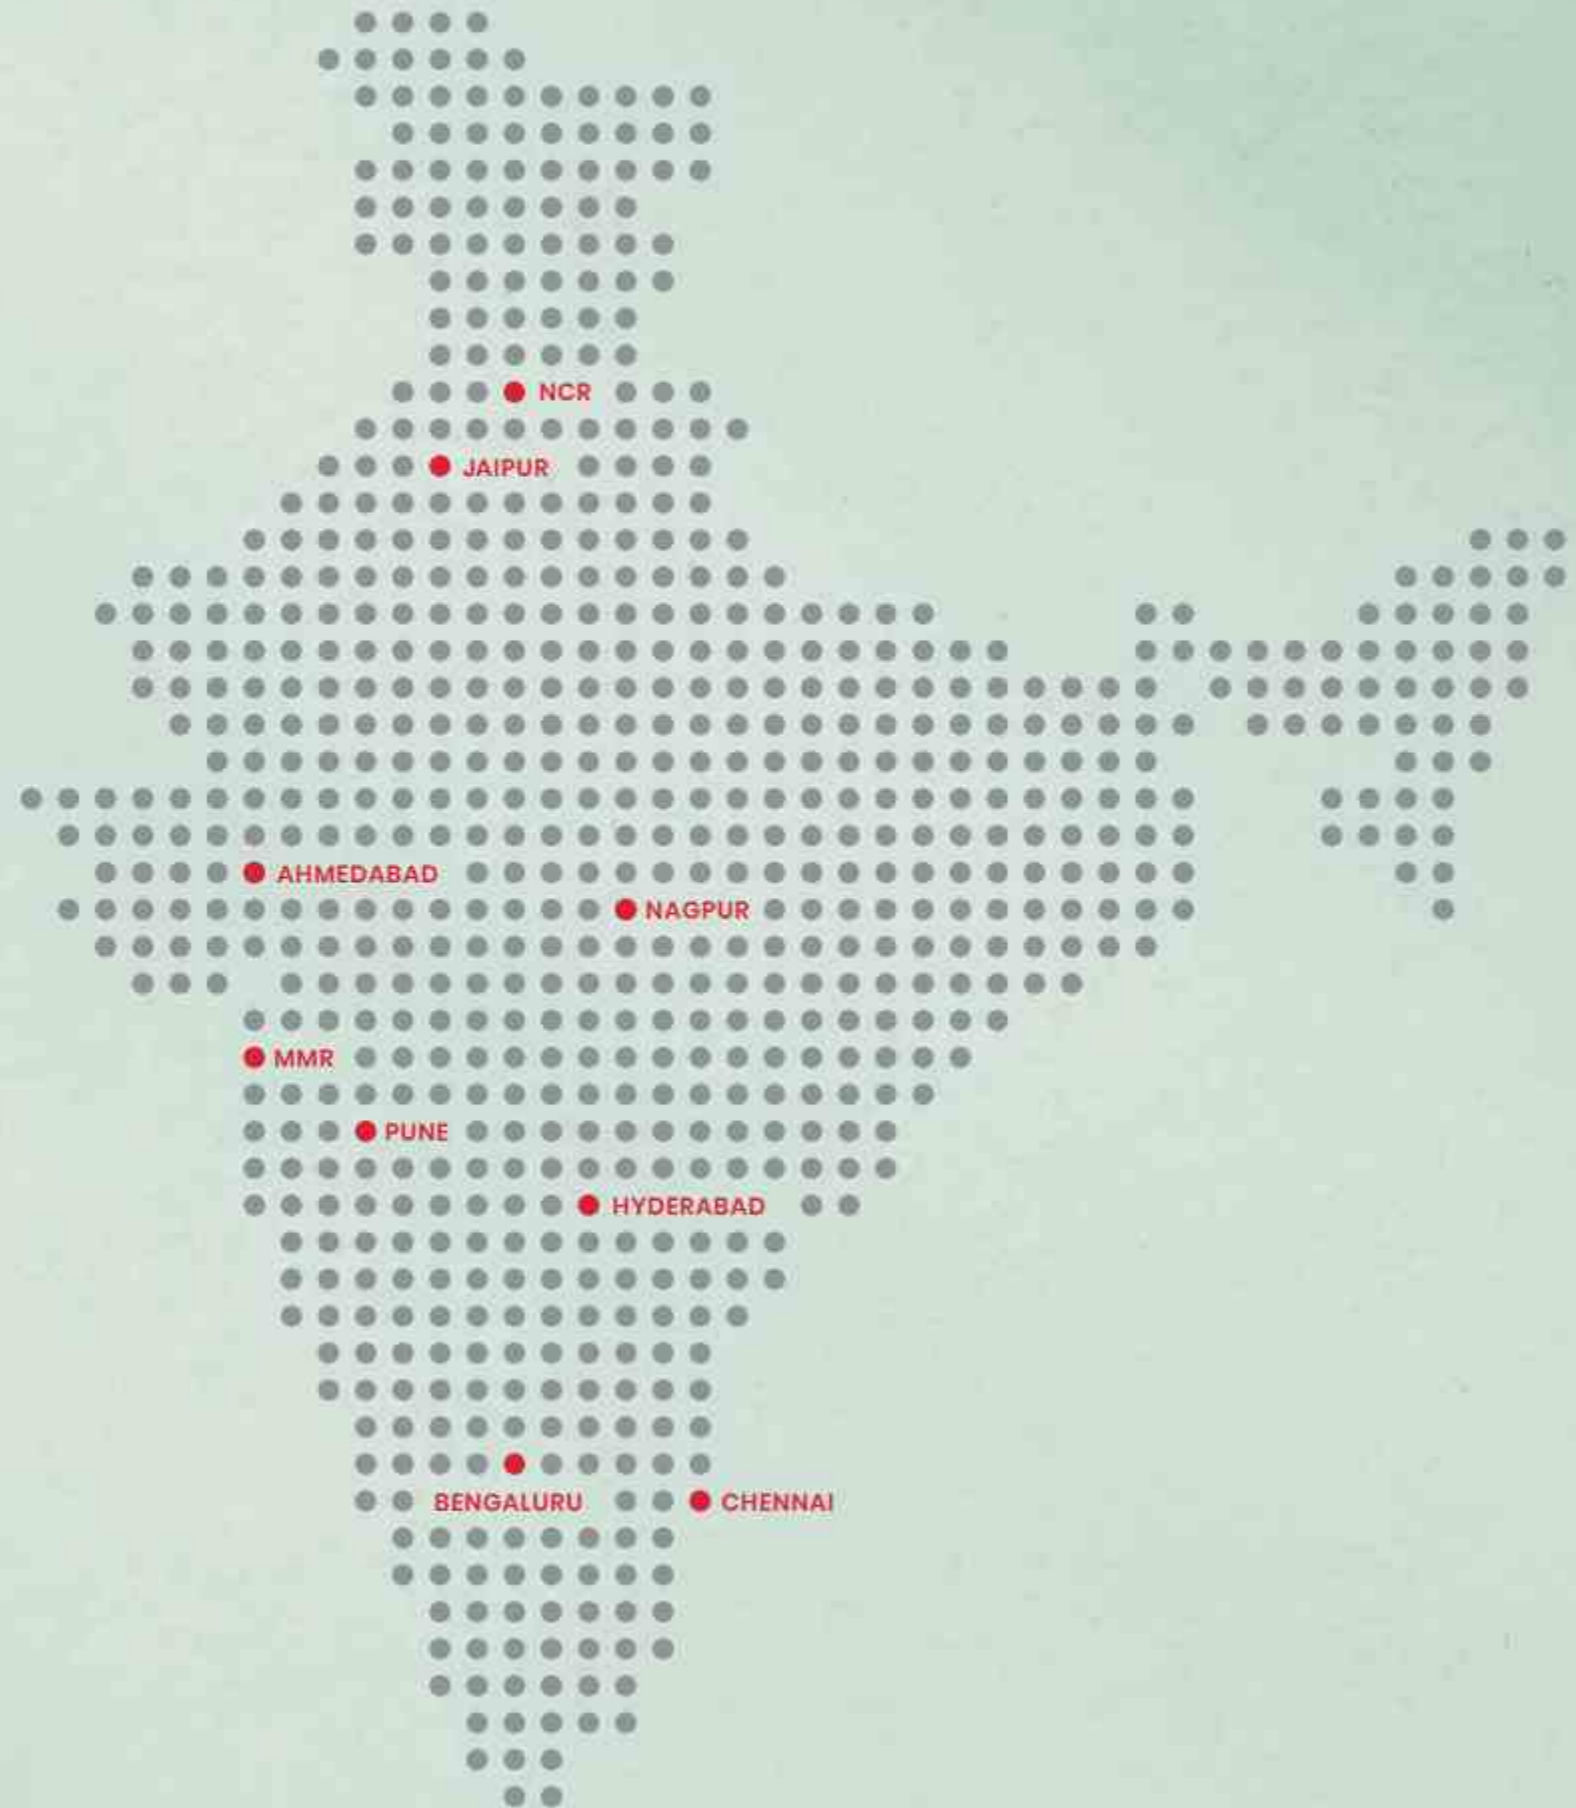 NCR
JAIPUR
AHMEDABAD
NAGPUR
MMR
PUNE
HYDERABAD
BENGALURU
CHENNAI